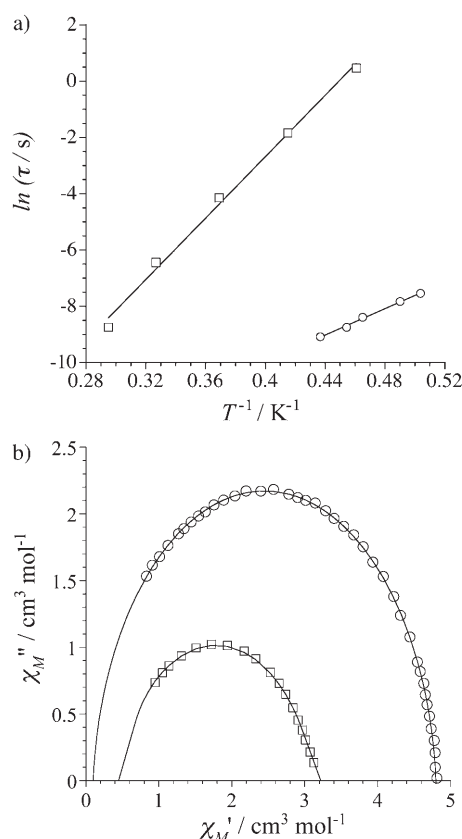 a)
2
0
-2
-4
-6
-8
-10
ln (τ / s)
0.28 0.32 0.36 0.4 0.44 0.48 0.52
T⁻¹ / K⁻¹
b)
2.5
2
1.5
1
0.5
0
χM'' / cm³ mol⁻¹
0 1 2 3 4 5
χM' / cm³ mol⁻¹